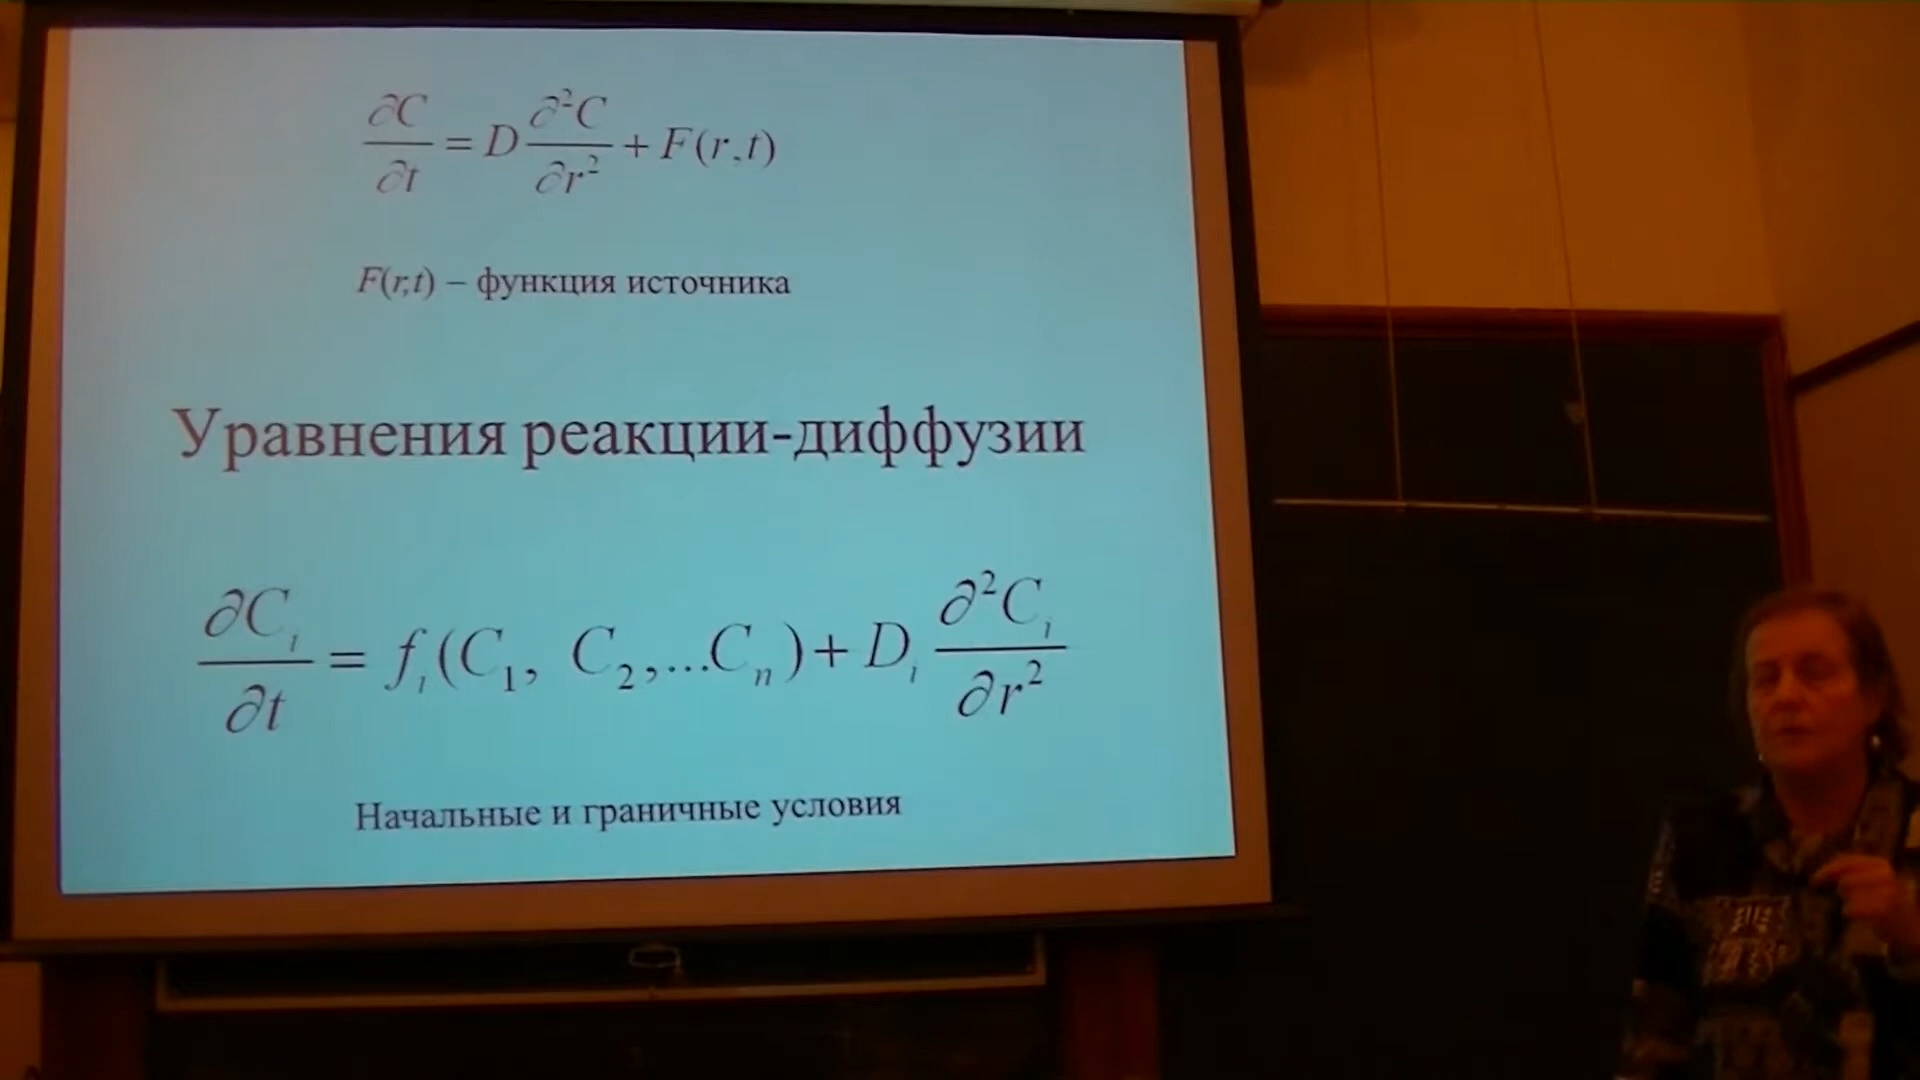 ∂C/∂t = D ∂²C/∂r² + F(r,t)
F(r,t) – функция источника
Уравнения реакции-диффузии
∂Cᵢ/∂t = fᵢ(C₁, C₂,...Cₙ) + Dᵢ ∂²Cᵢ/∂r²
Начальные и граничные условия